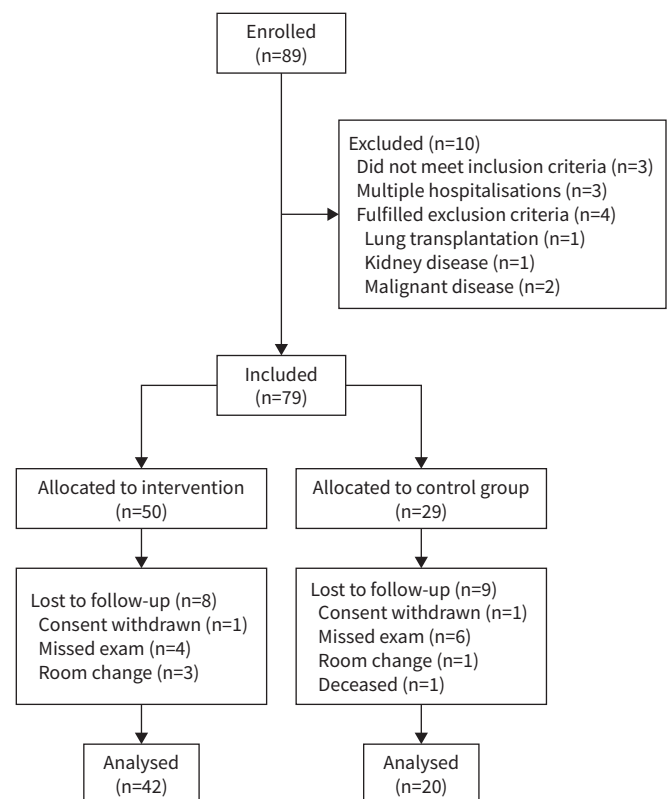 Enrolled
(n=89)
Excluded (n=10)
Did not meet inclusion criteria (n=3)
Multiple hospitalisations (n=3)
Fulfilled exclusion criteria (n=4)
Lung transplantation (n=1)
Kidney disease (n=1)
Malignant disease (n=2)
Included
(n=79)
Allocated to intervention
(n=50)
Allocated to control group
(n=29)
Lost to follow-up (n=8)
Consent withdrawn (n=1)
Missed exam (n=4)
Room change (n=3)
Lost to follow-up (n=9)
Consent withdrawn (n=1)
Missed exam (n=6)
Room change (n=1)
Deceased (n=1)
Analysed
(n=42)
Analysed
(n=20)